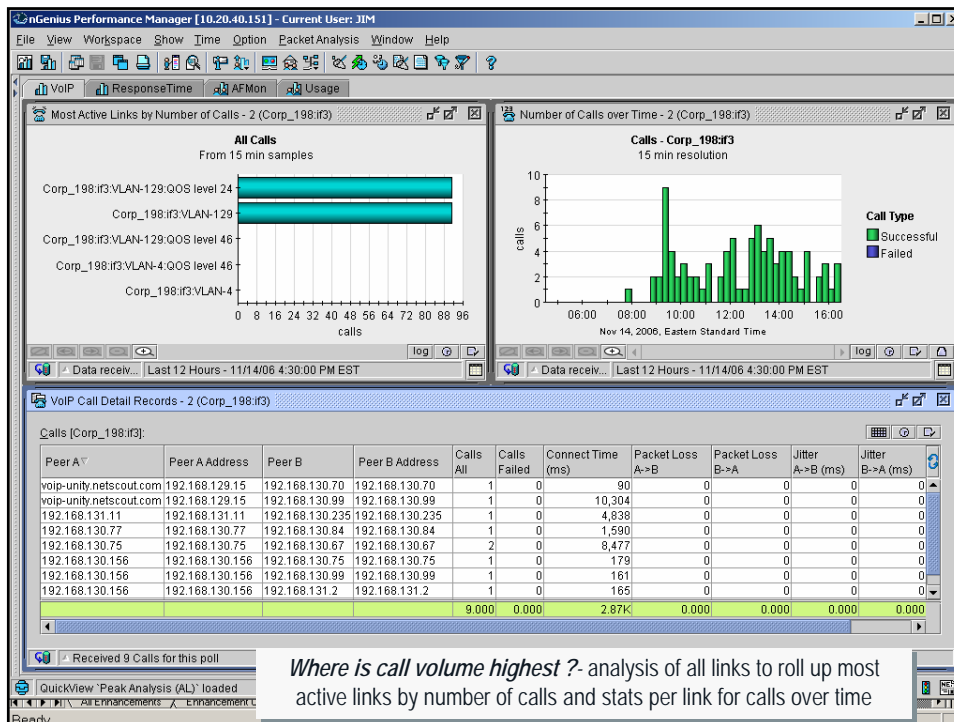 nGenius Performance Manager [10.20.40.151] - Current User: JIM
File View Workspace Show Time Option PacketAnalysis Window Help
VoIP ResponseTime AFMon Usage
Most Active Links by Number of Calls - 2 (Corp_198:if3)
All Calls
From 15 min samples
Corp_198:if3:VLAN-129:QOS level 24
Corp_198:if3:VLAN-129
Corp_198:if3:VLAN-129:QOS level 46
Corp_198:if3:VLAN-4:QOS level 46
Corp_198:if3:VLAN-4
0 8 16 24 32 40 48 56 64 72 80 88 96
calls
log
Data receiv... Last 12 Hours - 11/14/06 4:30:00 PM EST
123 Number of Calls over Time - 2 (Corp_198:if3)
Calls - Corp_198:if3
15 min resolution
10
8
6
4
2
0
calls
06:00 08:00 10:00 12:00 14:00 16:00
Nov 14, 2006, Eastern Standard Time
Call Type
Successful
Failed
log
Data receiv... Last 12 Hours - 11/14/06 4:30:00 PM EST
VoIP Call Detail Records - 2 (Corp_198:if3)
Calls [Corp_198:if3]:
Peer A Peer A Address Peer B Peer B Address Calls All Calls Failed Connect Time (ms) Packet Loss A->B Packet Loss B->A Jitter A->B (ms) Jitter B->A (ms)
voip-unity.netscout.com 192.168.129.15 192.168.130.70 192.168.130.70 1 0 90 0 0 0 0
voip-unity.netscout.com 192.168.129.15 192.168.130.99 192.168.130.99 1 0 10,304 0 0 0 0
192.168.131.11 192.168.131.11 192.168.130.235 192.168.130.235 1 0 4,838 0 0 0 0
192.168.130.77 192.168.130.77 192.168.130.84 192.168.130.84 1 0 1,590 0 0 0 0
192.168.130.75 192.168.130.75 192.168.130.67 192.168.130.67 2 0 8,477 0 0 0 0
192.168.130.156 192.168.130.156 192.168.130.75 192.168.130.75 1 0 179 0 0 0 0
192.168.130.156 192.168.130.156 192.168.130.99 192.168.130.99 1 0 161 0 0 0 0
192.168.130.156 192.168.130.156 192.168.131.2 192.168.131.2 1 0 165 0 0 0 0
9.000 0.000 2.87K 0.000 0.000 0.000 0.000
Received 9 Calls for this poll
QuickView `Peak Analysis (AL)` loaded
All Enhancements Enhancement
Ready
Where is call volume highest ?- analysis of all links to roll up most
active links by number of calls and stats per link for calls over time